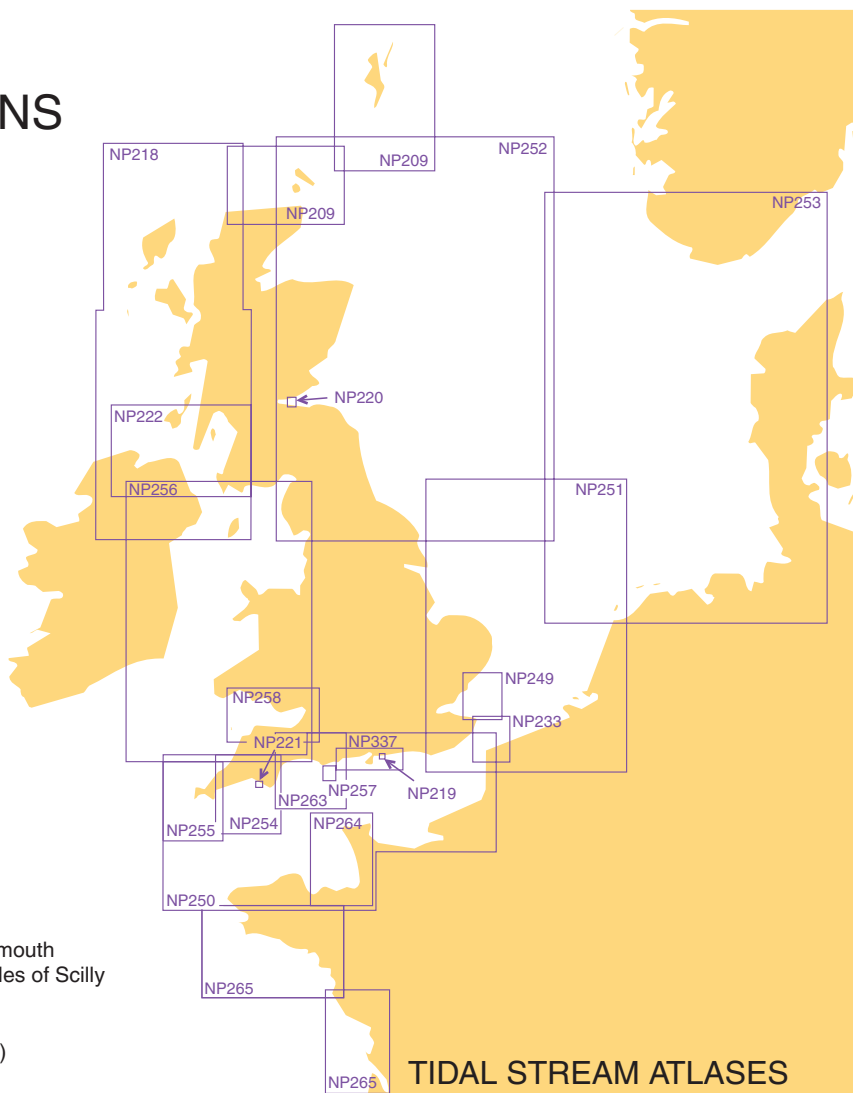 NS
NP218
NP209
NP252
NP209
NP253
NP220
NP222
NP256
NP251
NP249
NP258
NP233
NP221
NP337
NP257
NP219
NP263
NP254
NP264
NP255
NP250
mouth
les of Scilly
NP265
)
NP265
TIDAL STREAM ATLASES